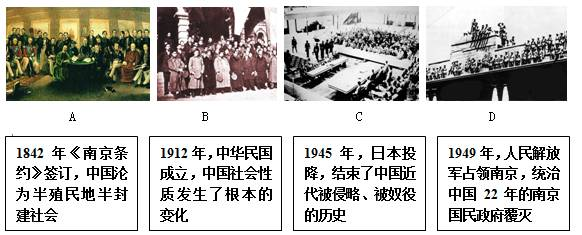 A B C D
1842 年《南京条
约》签订，中国沦
为半殖民地半封
建社会
1912 年，中华民国
成立，中国社会性
质发生了根本的
变化
1945 年，日本投
降，结束了中国近
代被侵略、被奴役
的历史
1949 年，人民解放
军占领南京，统治
中国 22 年的南京
国民政府覆灭